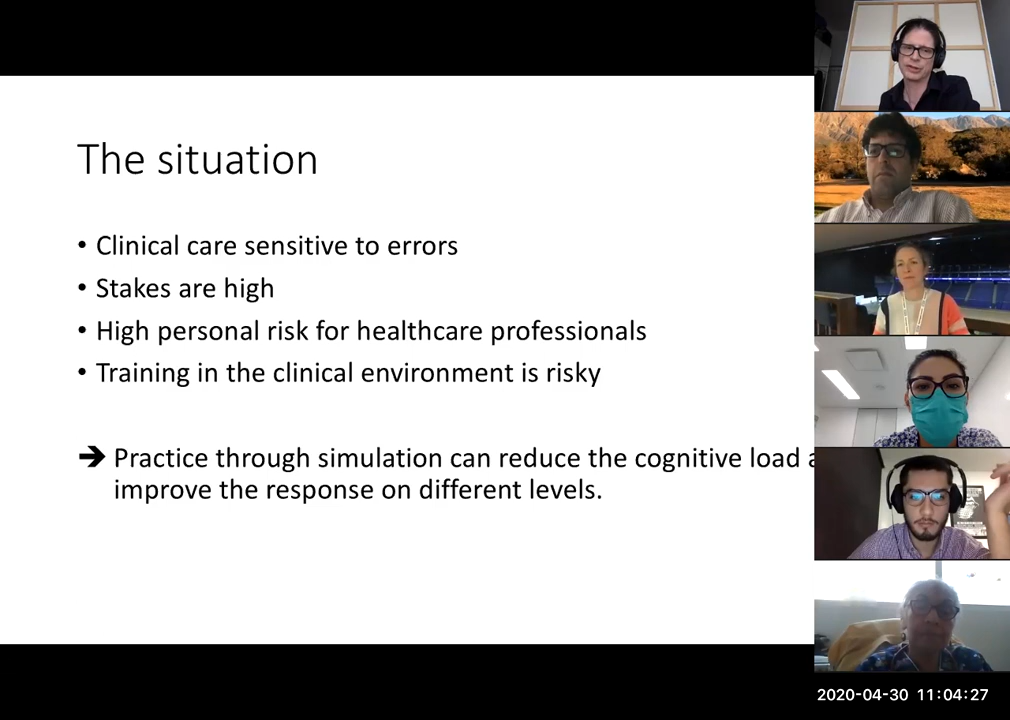 The situation
• Clinical care sensitive to errors
• Stakes are high
• High personal risk for healthcare professionals
• Training in the clinical environment is risky
➔ Practice through simulation can reduce the cognitive load
improve the response on different levels.
2020-04-30 11:04:27